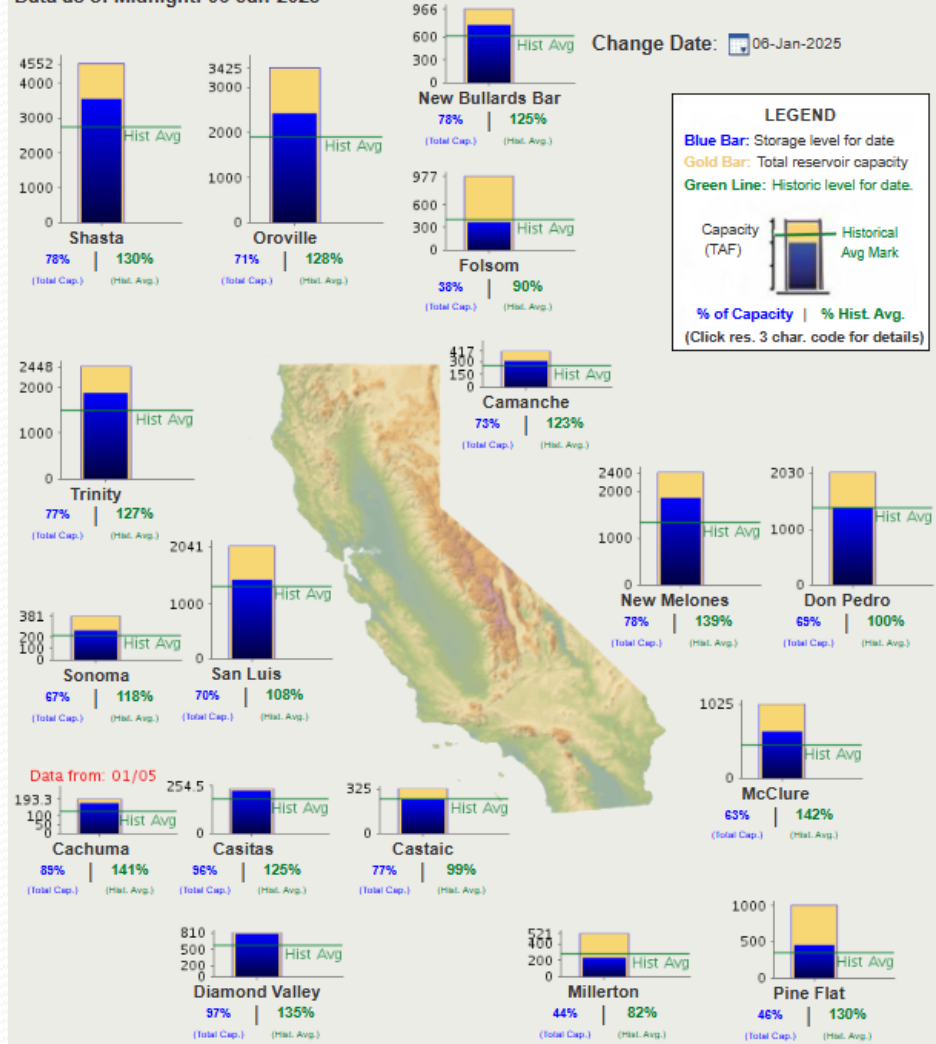 Data as of Midnight: 06-Jan-2025
Change Date: 06-Jan-2025
4552
4000
3000
2000
1000
0
Hist Avg
Shasta
78% | 130%
(Total Cap.) (Hist. Avg.)
3425
3000
2000
1000
0
Hist Avg
Oroville
71% | 128%
(Total Cap.) (Hist. Avg.)
966
600
300
0
Hist Avg
New Bullards Bar
78% | 125%
(Total Cap.) (Hist. Avg.)
977
600
300
0
Hist Avg
Folsom
38% | 90%
(Total Cap.) (Hist. Avg.)
LEGEND
Blue Bar: Storage level for date
Gold Bar: Total reservoir capacity
Green Line: Historic level for date.
Capacity
(TAF)
Historical
Avg Mark
% of Capacity | % Hist. Avg.
(Click res. 3 char. code for details)
2448
2000
1000
0
Hist Avg
Trinity
77% | 127%
(Total Cap.) (Hist. Avg.)
417
300
150
0
Hist Avg
Camanche
73% | 123%
(Total Cap.) (Hist. Avg.)
2400
2000
1000
0
Hist Avg
New Melones
78% | 139%
(Total Cap.) (Hist. Avg.)
2030
1000
0
Hist Avg
Don Pedro
69% | 100%
(Total Cap.) (Hist. Avg.)
381
200
100
0
Hist Avg
Sonoma
67% | 118%
(Total Cap.) (Hist. Avg.)
2041
1000
0
Hist Avg
San Luis
70% | 108%
(Total Cap.) (Hist. Avg.)
1025
0
Hist Avg
McClure
63% | 142%
(Total Cap.) (Hist. Avg.)
Data from: 01/05
193.3
100
50
0
Hist Avg
Cachuma
89% | 141%
(Total Cap.) (Hist. Avg.)
254.5
0
Hist Avg
Casitas
96% | 125%
(Total Cap.) (Hist. Avg.)
325
0
Hist Avg
Castaic
77% | 99%
(Total Cap.) (Hist. Avg.)
810
500
200
0
Hist Avg
Diamond Valley
97% | 135%
(Total Cap.) (Hist. Avg.)
521
400
200
0
Hist Avg
Millerton
44% | 82%
(Total Cap.) (Hist. Avg.)
1000
500
0
Hist Avg
Pine Flat
46% | 130%
(Total Cap.) (Hist. Avg.)